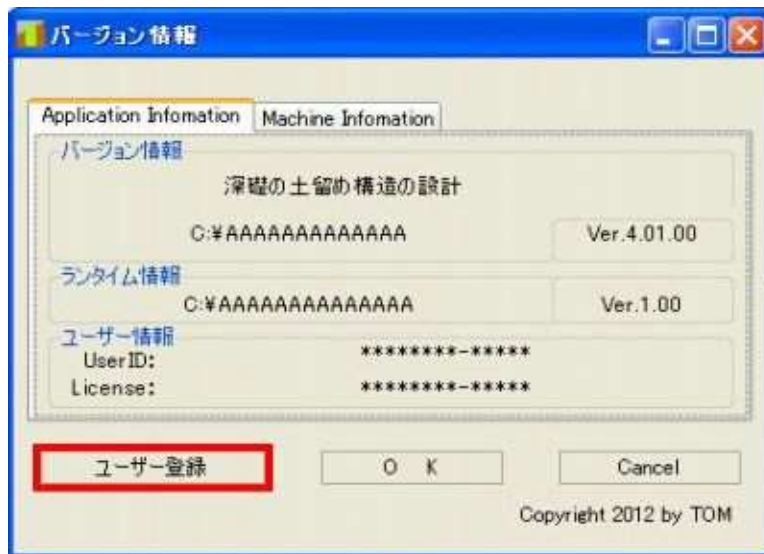 バージョン情報
Application Infomation
Machine Infomation
バージョン情報
深礎の土留め構造の設計
C:¥AAAAAAAAAAAAA
Ver.4.01.00
ランタイム情報
C:¥AAAAAAAAAAAAAA
Ver.1.00
ユーザー情報
UserID:
********-*****
License:
********-*****
ユーザー登録
O K
Cancel
Copyright 2012 by TOM